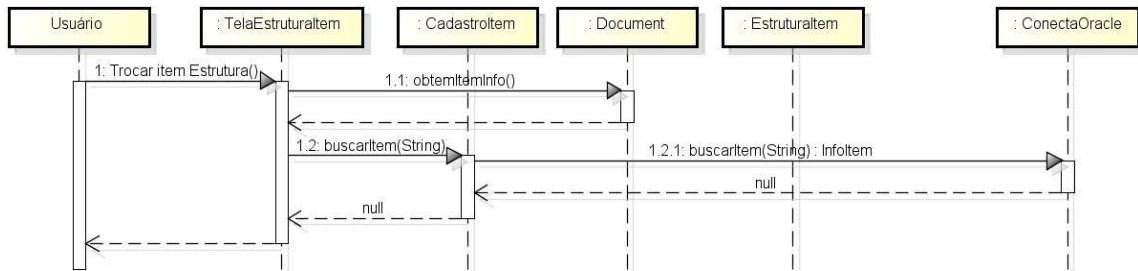 Usuário
: TelaEstruturaItem
: CadastroItem
: Document
: EstruturaItem
: ConectaOracle
1: Trocar item Estrutura()
1.1: obtemItemInfo()
1.2: buscarItem(String)
1.2.1: buscarItem(String) : InfoItem
null
null